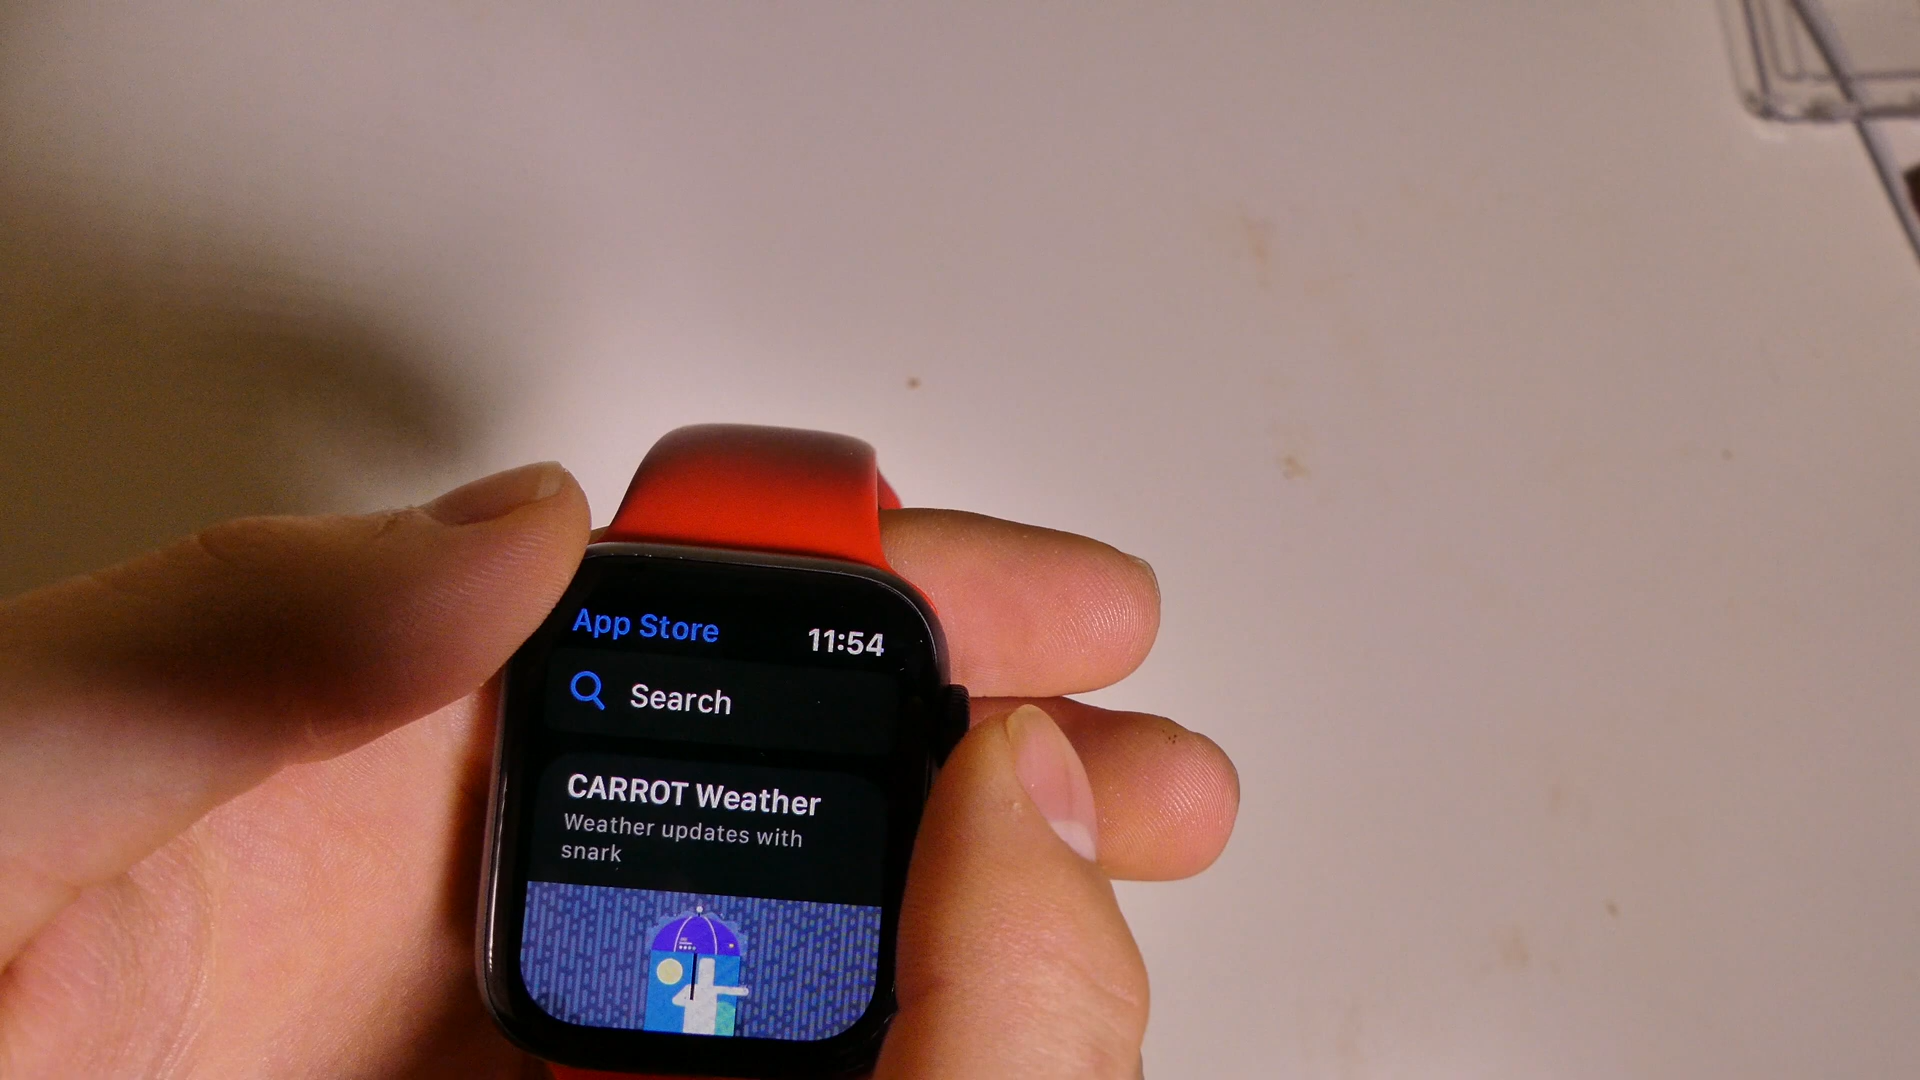 App Store
11:54
Search
CARROT Weather
Weather updates with
snark